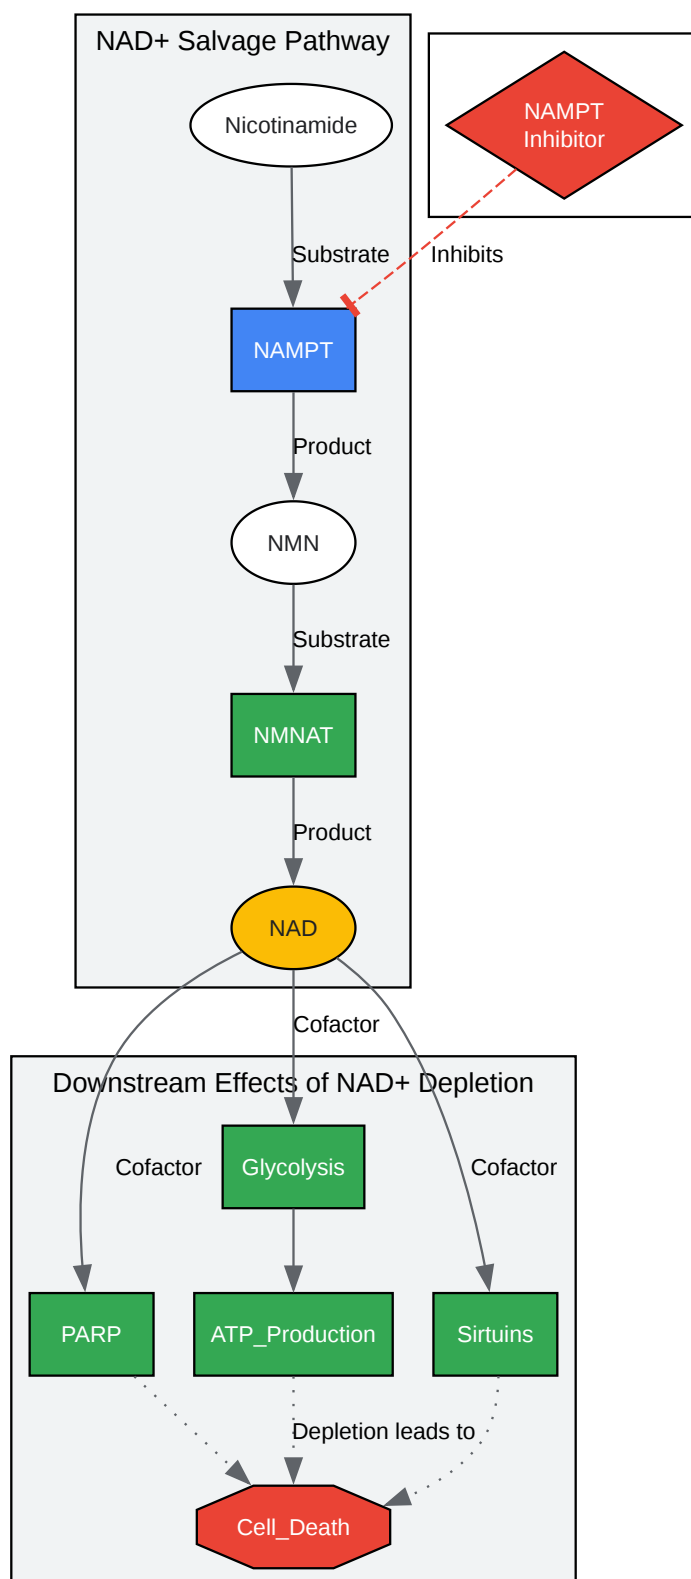 NAD+ Salvage Pathway
Nicotinamide
NAMPT
Inhibitor
Substrate
Inhibits
NAMPT
Product
NMN
Substrate
NMNAT
Product
NAD
Cofactor
Downstream Effects of NAD+ Depletion
Cofactor
Glycolysis
Cofactor
PARP
ATP_Production
Sirtuins
Depletion leads to
Cell_Death